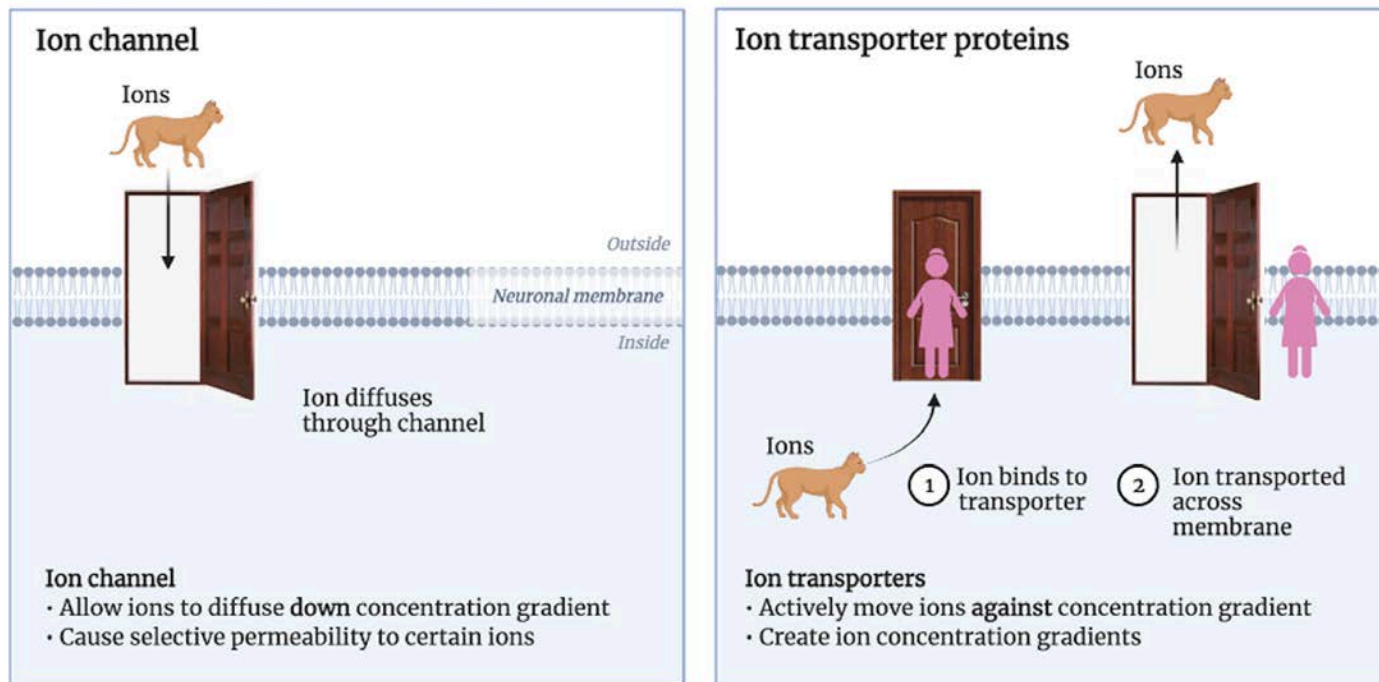 Ion channel
Ions
Outside
Neuronal membrane
Inside
Ion diffuses
through channel
Ion channel
· Allow ions to diffuse down concentration gradient
· Cause selective permeability to certain ions
Ion transporter proteins
Ions
Ions
1 Ion binds to
transporter
2 Ion transported
across
membrane
Ion transporters
· Actively move ions against concentration gradient
· Create ion concentration gradients